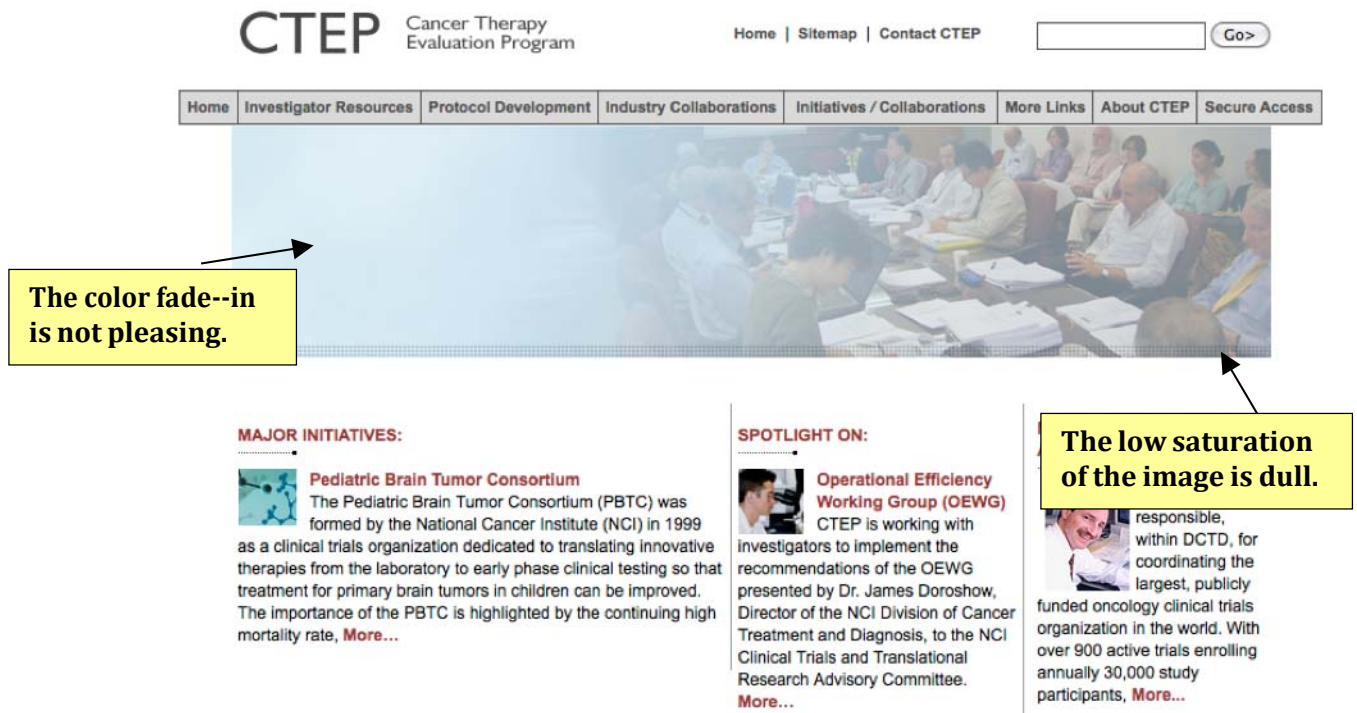 CTEP
Cancer Therapy
Evaluation Program
Home | Sitemap | Contact CTEP
Go>
Home Investigator Resources Protocol Development Industry Collaborations Initiatives / Collaborations More Links About CTEP Secure Access
The color fade--in
is not pleasing.
The low saturation
of the image is dull.
MAJOR INITIATIVES:
Pediatric Brain Tumor Consortium
The Pediatric Brain Tumor Consortium (PBTC) was
formed by the National Cancer Institute (NCI) in 1999
as a clinical trials organization dedicated to translating innovative
therapies from the laboratory to early phase clinical testing so that
treatment for primary brain tumors in children can be improved.
The importance of the PBTC is highlighted by the continuing high
mortality rate, More...
SPOTLIGHT ON:
Operational Efficiency
Working Group (OEWG)
CTEP is working with
investigators to implement the
recommendations of the OEWG
presented by Dr. James Doroshow,
Director of the NCI Division of Cancer
Treatment and Diagnosis, to the NCI
Clinical Trials and Translational
Research Advisory Committee.
More...
responsible,
within DCTD, for
coordinating the
largest, publicly
funded oncology clinical trials
organization in the world. With
over 900 active trials enrolling
annually 30,000 study
participants, More...